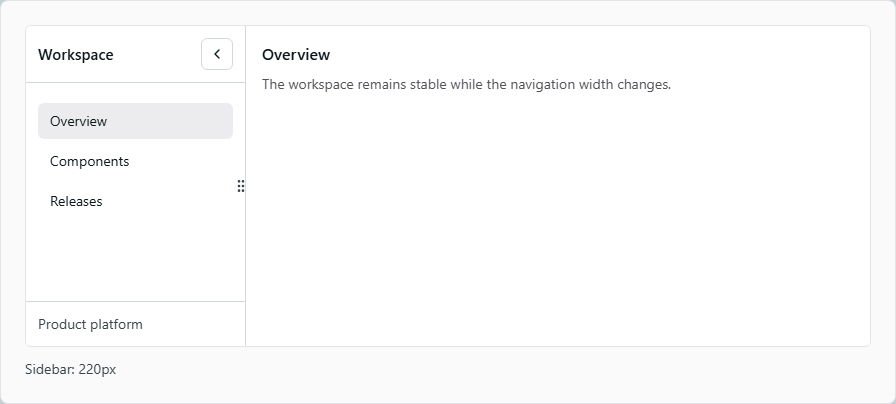 Workspace
Overview
Components
Releases
Product platform
Overview
The workspace remains stable while the navigation width changes.
Sidebar: 220px